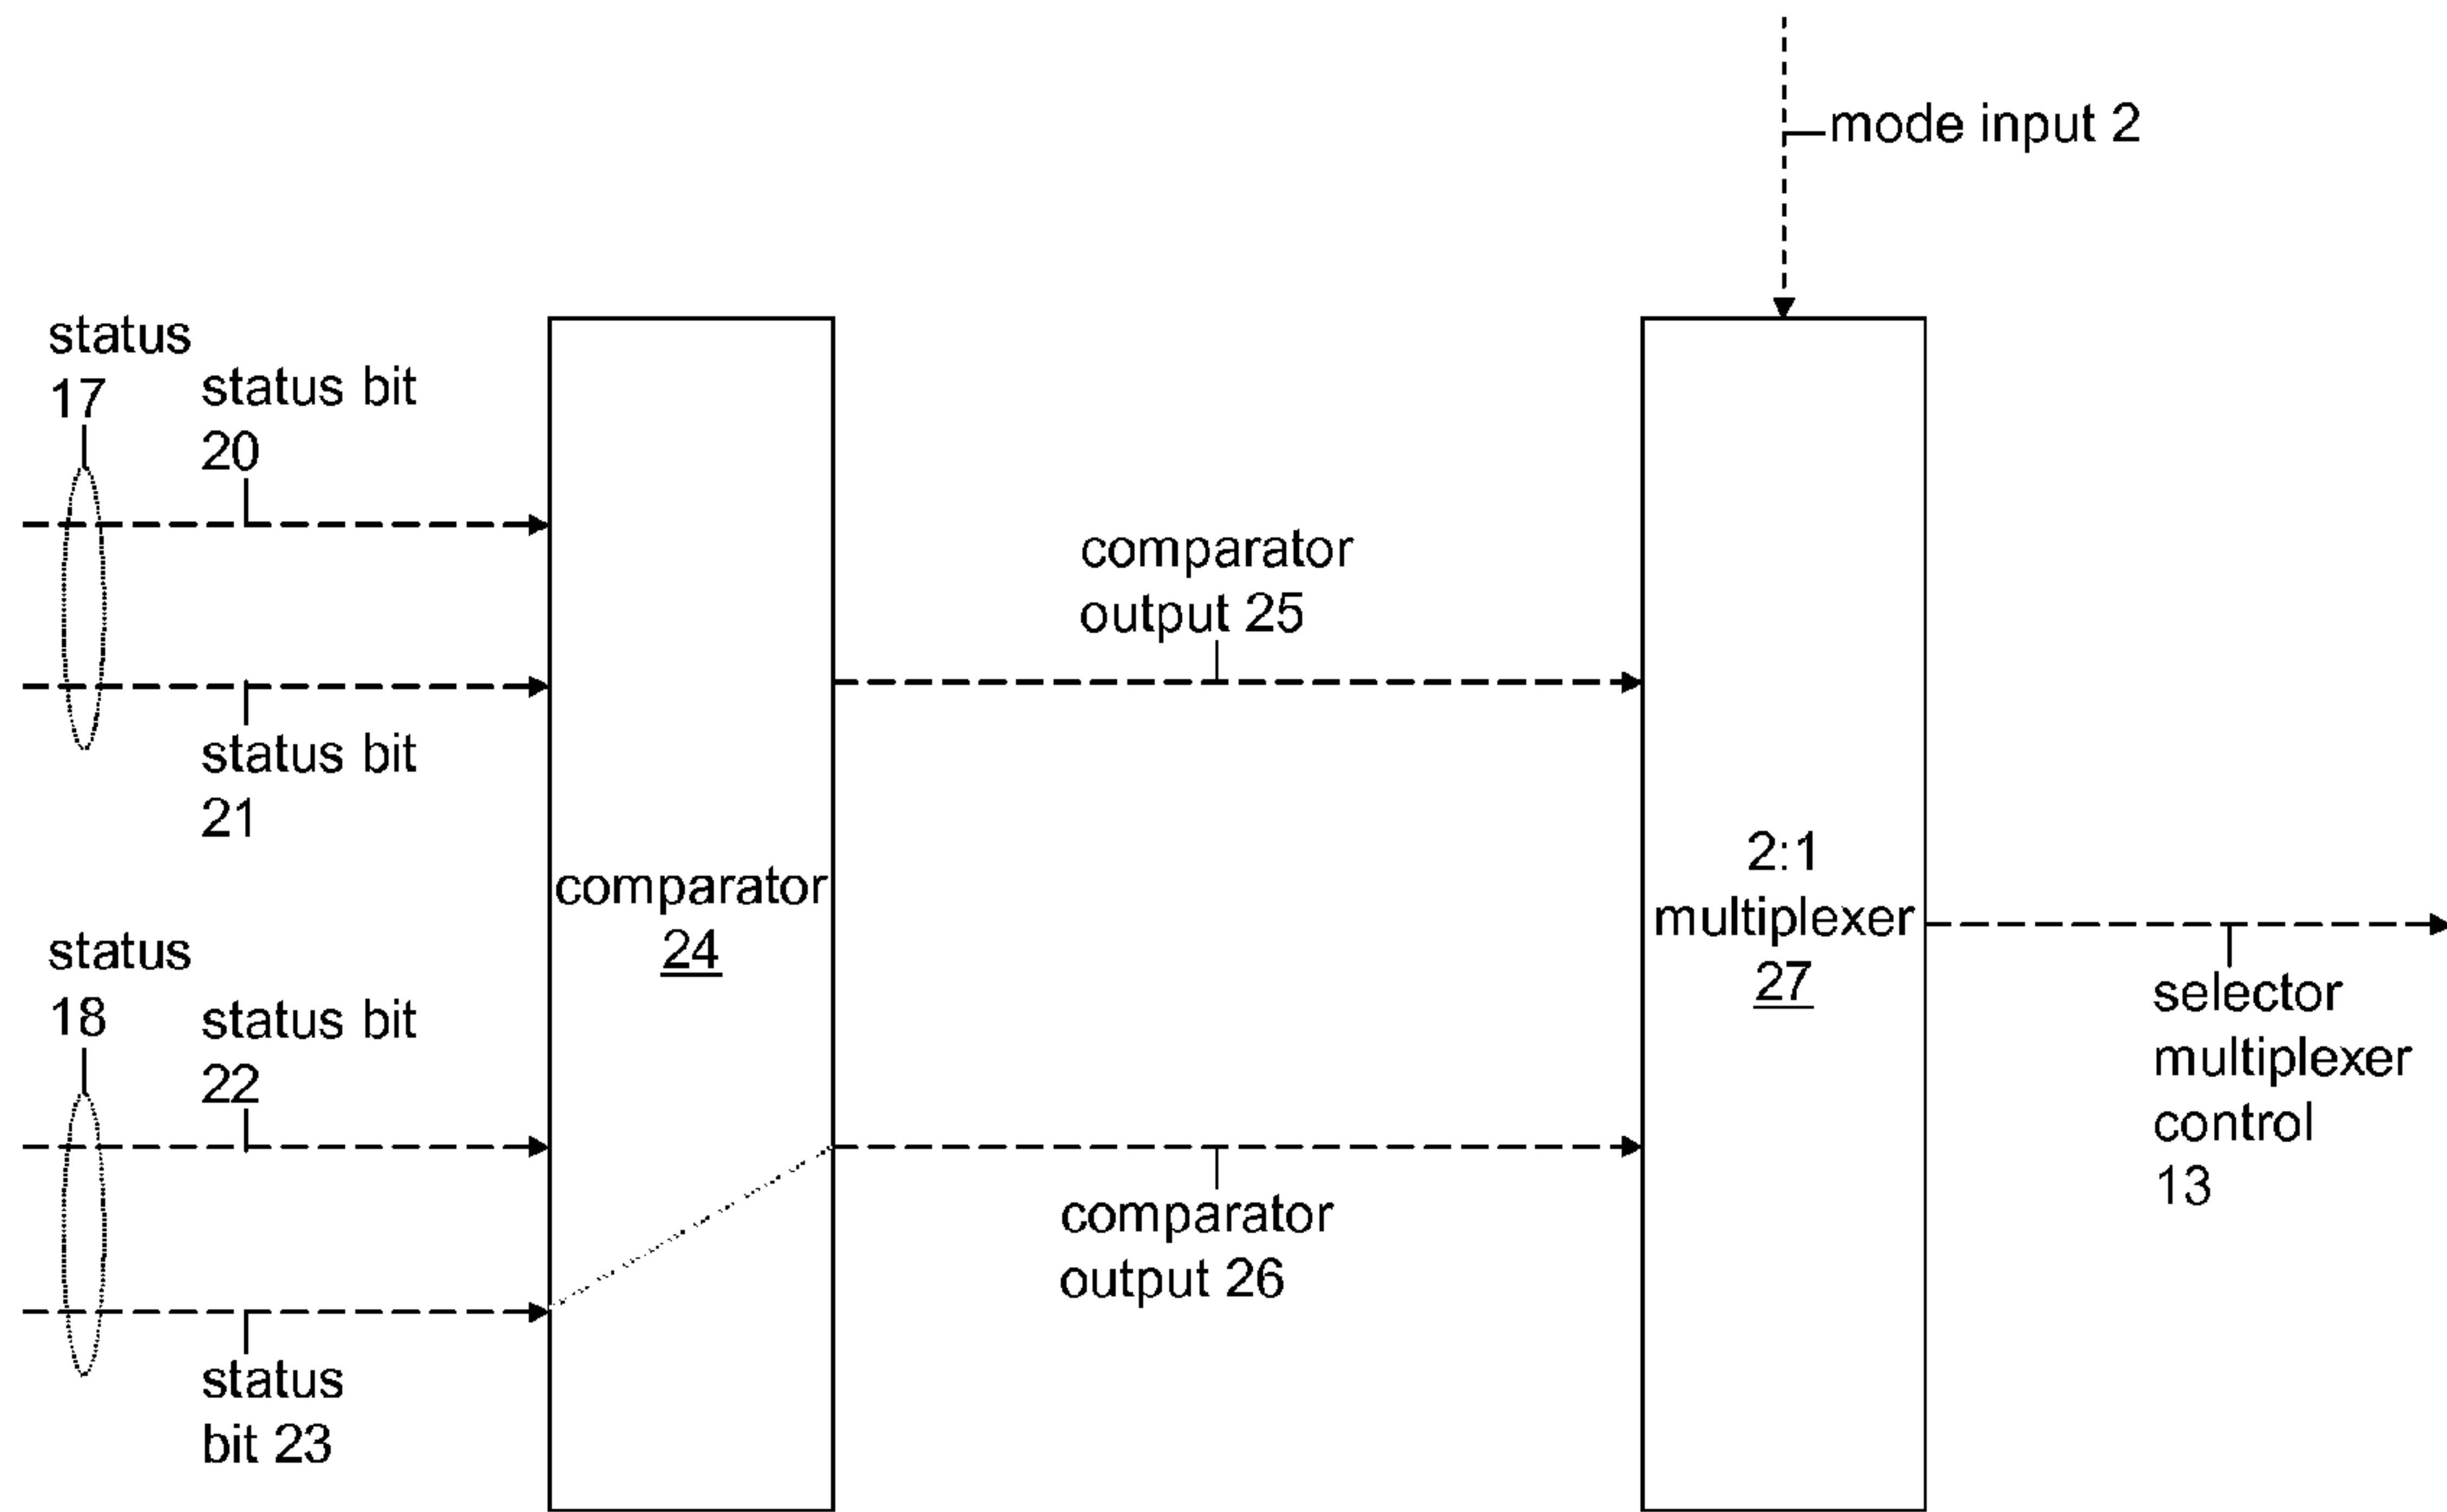 mode input 2
status
17
status bit
20
status bit
21
comparator
output 25
comparator
24
2:1
multiplexer
27
status
18
status bit
22
status
bit 23
comparator
output 26
selector
multiplexer
control
13